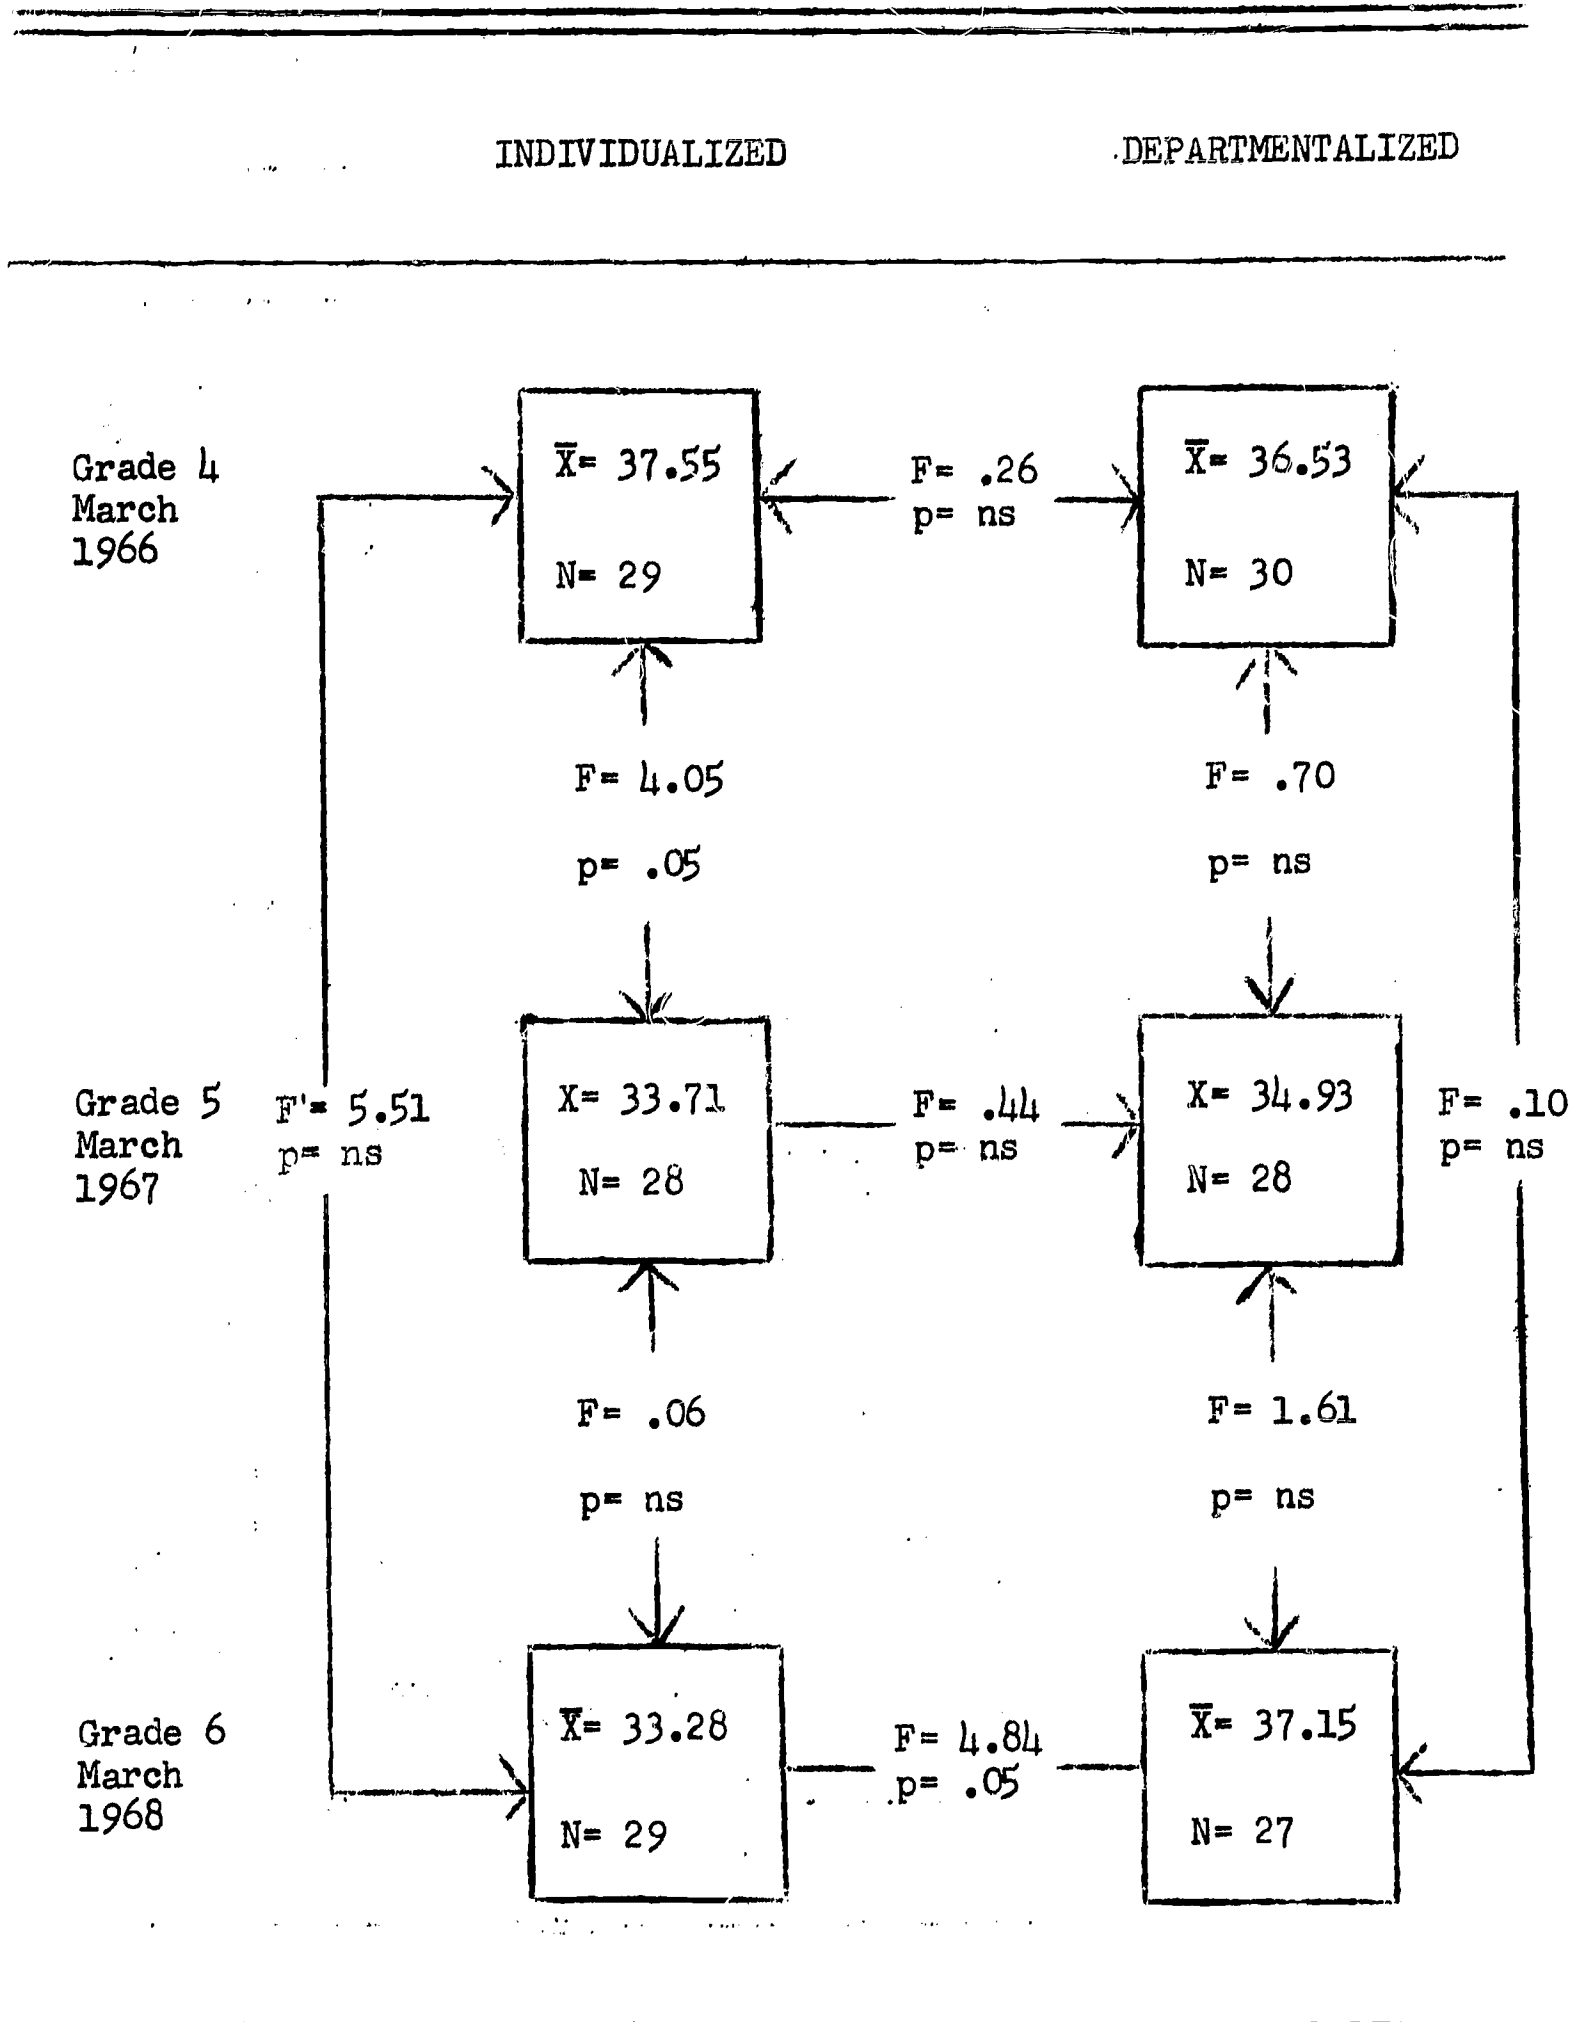 INDIVIDUALIZED DEPARTMENTALIZED
Grade 4
March
1966
X̅= 37.55
N= 29
F= .26
p= ns
X̅= 36.53
N= 30
F= 4.05
p= .05
F= .70
p= ns
Grade 5
March
1967
F'= 5.51
p= ns
X= 33.71
N= 28
F= .44
p= ns
X= 34.93
N= 28
F= .10
p= ns
F= .06
p= ns
F= 1.61
p= ns
Grade 6
March
1968
X̅= 33.28
N= 29
F= 4.84
p= .05
X̅= 37.15
N= 27